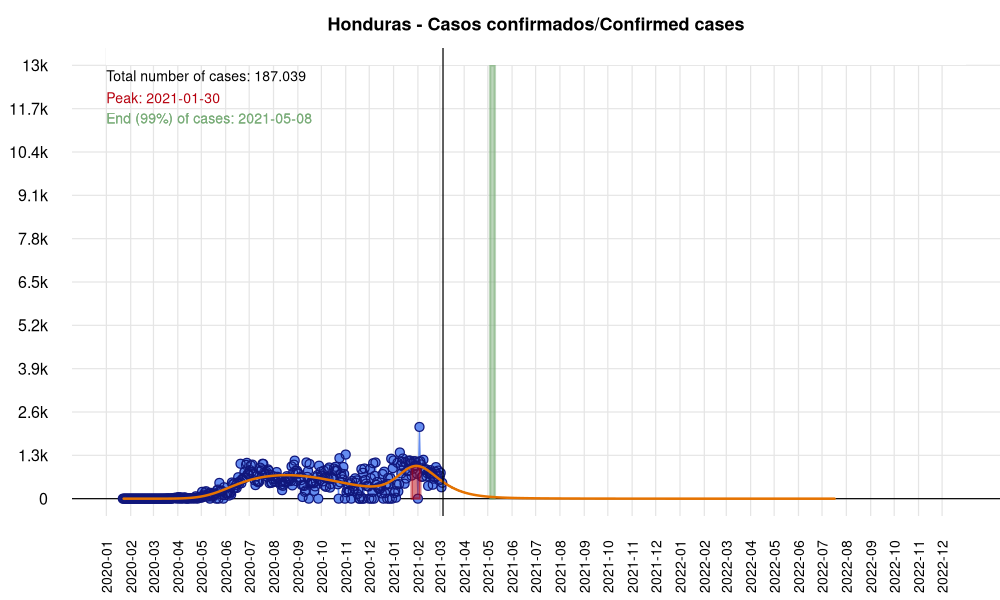 Honduras - Casos confirmados/Confirmed cases
13k
Total number of cases: 187.039
Peak: 2021-01-30
11.7k
End (99%) of cases: 2021-05-08
10.4k
9.1k
7.8k
6.5k
5.2k
3.9k
2.6k
1.3k
0
2020-01
2020-02
2020-03
2020-04
2020-05
2020-06
2020-07
2020-08
2020-09
2020-10
2020-11
2020-12
2021-01
2021-02
2021-03
2021-04
2021-05
2021-06
2021-07
2021-08
2021-09
2021-10
2021-11
2021-12
2022-01
2022-02
2022-03
2022-04
2022-05
2022-06
2022-07
2022-08
2022-09
2022-10
2022-11
2022-12